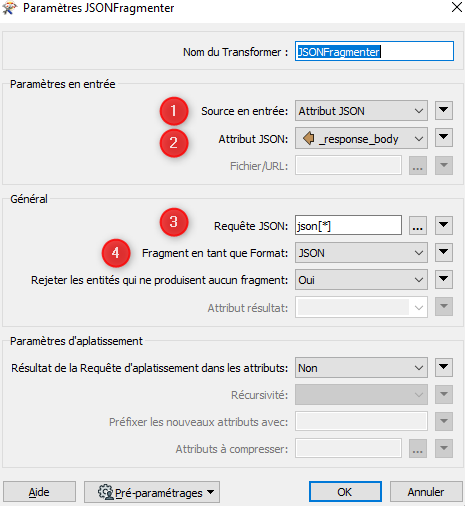 Paramètres JSONFragmenter
Nom du Transformer : JSONFragmenter
Paramètres en entrée
1 Source en entrée: Attribut JSON
2 Attribut JSON: _response_body
Fichier/URL: ...
Général
3 Requête JSON: json[*] ...
4 Fragment en tant que Format: JSON
Rejeter les entités qui ne produisent aucun fragment: Oui
Attribut résultat:
Paramètres d'aplatissement
Résultat de la Requête d'aplatissement dans les attributs: Non
Récursivité:
Préfixer les nouveaux attributs avec:
Attributs à compresser: ...
Aide Pré-paramétrages OK Annuler